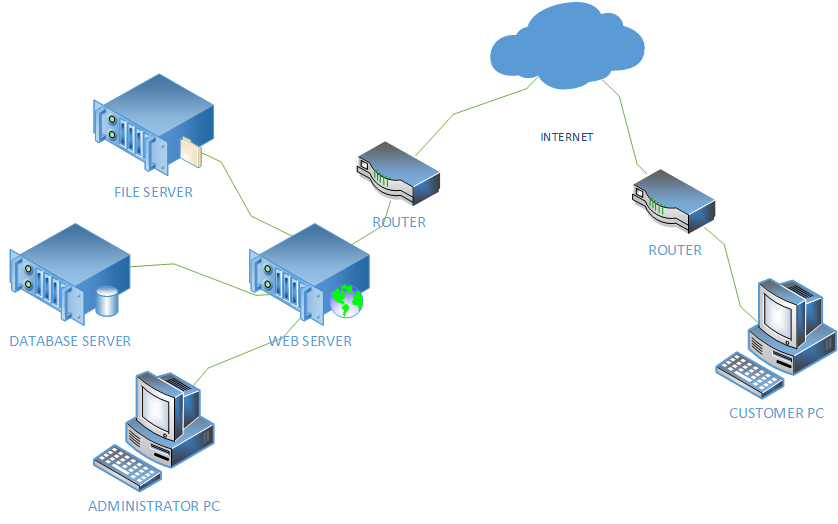 INTERNET
FILE SERVER
ROUTER
ROUTER
DATABASE SERVER
WEB SERVER
CUSTOMER PC
ADMINISTRATOR PC